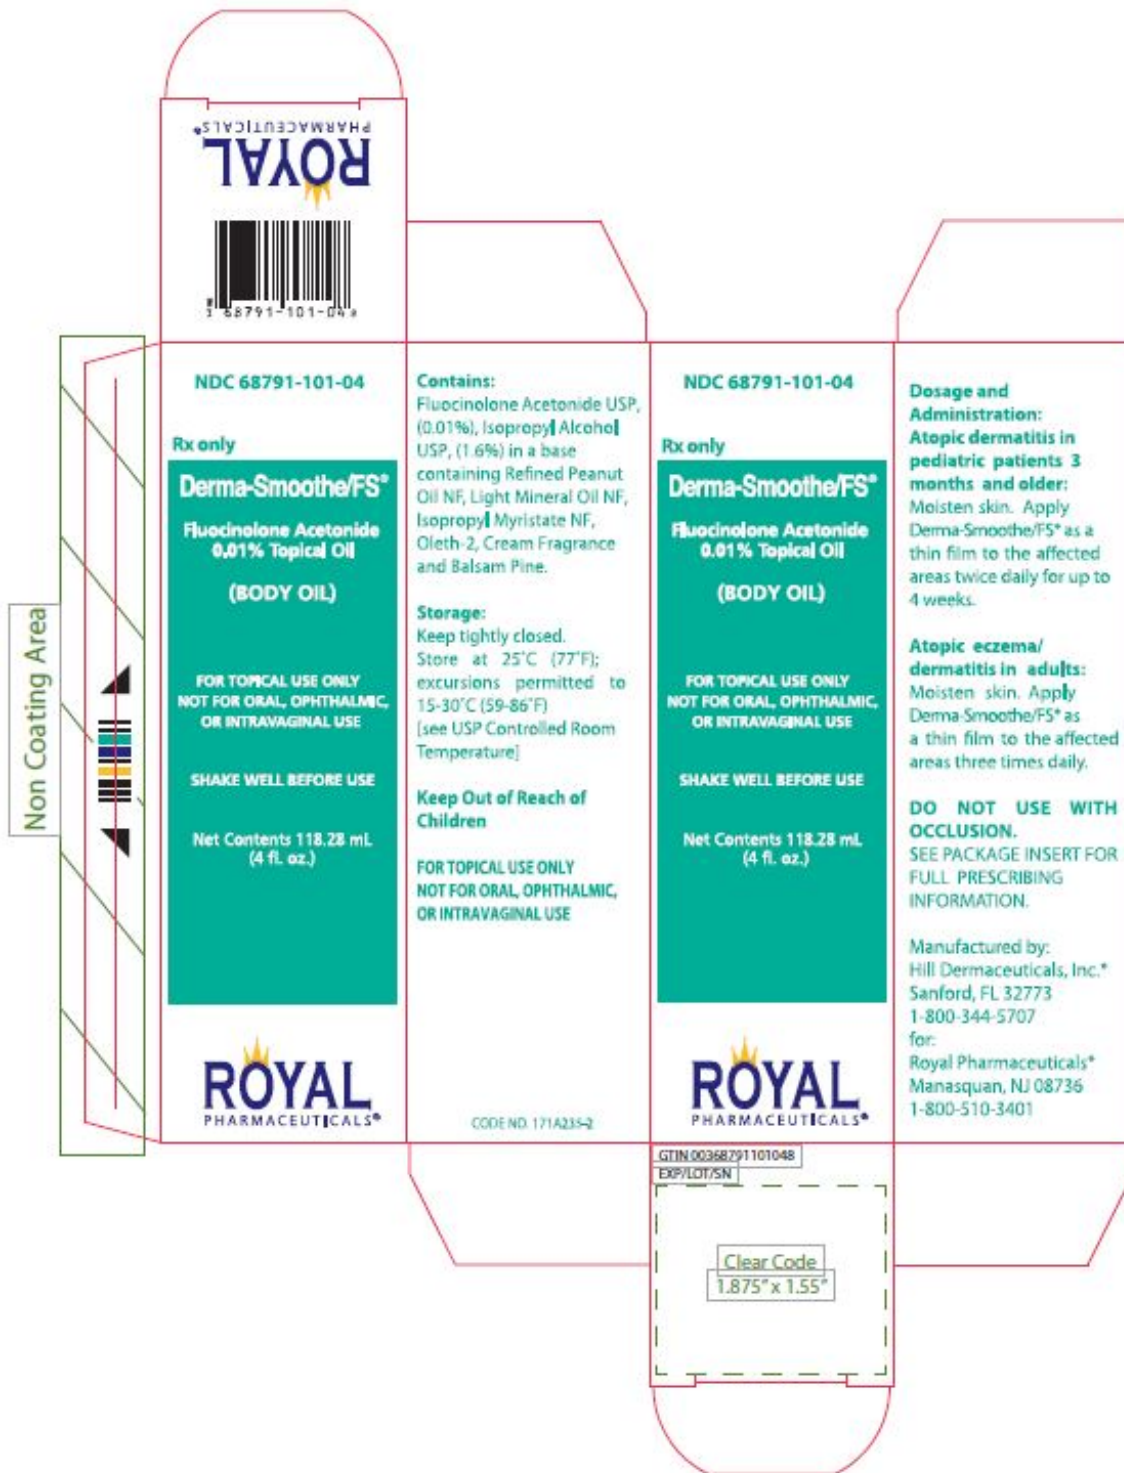 ROYAL
PHARMACEUTICALS®
3 68791-101-04 8
NDC 68791-101-04
Rx only
Derma-Smoothe/FS®
Fluocinolone Acetonide
0.01% Topical Oil
(BODY OIL)
FOR TOPICAL USE ONLY
NOT FOR ORAL, OPHTHALMIC,
OR INTRAVAGINAL USE
SHAKE WELL BEFORE USE
Net Contents 118.28 mL
(4 fl. oz.)
ROYAL
PHARMACEUTICALS®
Contains:
Fluocinolone Acetonide USP,
(0.01%), Isopropyl Alcohol
USP, (1.6%) in a base
containing Refined Peanut
Oil NF, Light Mineral Oil NF,
Isopropyl Myristate NF,
Oleth-2, Cream Fragrance
and Balsam Pine.
Storage:
Keep tightly closed.
Store at 25°C (77°F);
excursions permitted to
15-30°C (59-86°F)
[see USP Controlled Room
Temperature]
Keep Out of Reach of
Children
FOR TOPICAL USE ONLY
NOT FOR ORAL, OPHTHALMIC,
OR INTRAVAGINAL USE
CODE NO. 171A235-2
NDC 68791-101-04
Rx only
Derma-Smoothe/FS®
Fluocinolone Acetonide
0.01% Topical Oil
(BODY OIL)
FOR TOPICAL USE ONLY
NOT FOR ORAL, OPHTHALMIC,
OR INTRAVAGINAL USE
SHAKE WELL BEFORE USE
Net Contents 118.28 mL
(4 fl. oz.)
ROYAL
PHARMACEUTICALS®
Dosage and
Administration:
Atopic dermatitis in
pediatric patients 3
months and older:
Moisten skin. Apply
Derma-Smoothe/FS® as a
thin film to the affected
areas twice daily for up to
4 weeks.
Atopic eczema/
dermatitis in adults:
Moisten skin. Apply
Derma-Smoothe/FS® as
a thin film to the affected
areas three times daily.
DO NOT USE WITH
OCCLUSION.
SEE PACKAGE INSERT FOR
FULL PRESCRIBING
INFORMATION.
Manufactured by:
Hill Dermaceuticals, Inc.®
Sanford, FL 32773
1-800-344-5707
for:
Royal Pharmaceuticals®
Manasquan, NJ 08736
1-800-510-3401
Non Coating Area
GTIN 00368791101048
EXP/LOT/SN
Clear Code
1.875" x 1.55"